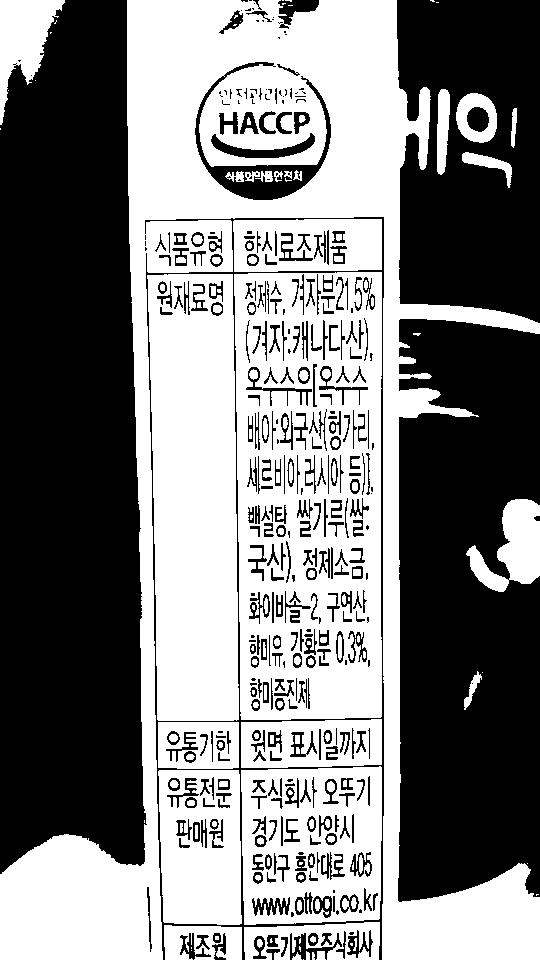 안전관리인증
HACCP
식품의약품안전처
식품유형 향신료조제품
원재료명 정제수, 겨자분21.5%
(겨자:캐나다산),
옥수수유[옥수수
배아:외국산(헝가리,
세르비아,러시아 등)],
백설탕, 쌀가루(쌀:
국산), 정제소금,
화이바솔-2, 구연산,
향미유, 강황분 0.3%,
향미증진제
유통기한 윗면 표시일까지
유통전문 주식회사 오뚜기
판매원 경기도 안양시
동안구 흥안대로 405
www.ottogi.co.kr
제조원 오뚜기제유주식회사